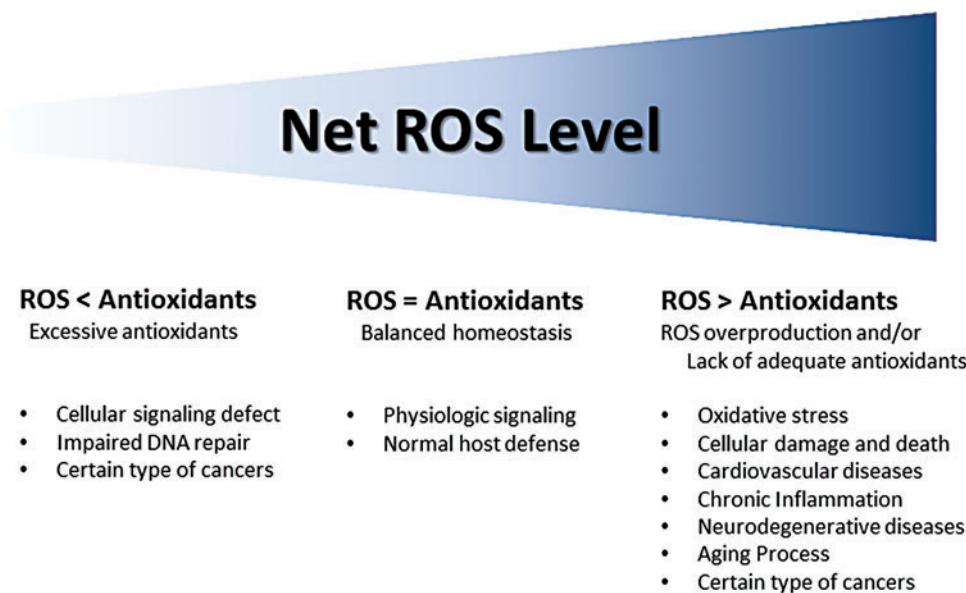 Net ROS Level
ROS < Antioxidants
Excessive antioxidants
• Cellular signaling defect
• Impaired DNA repair
• Certain type of cancers
ROS = Antioxidants
Balanced homeostasis
• Physiologic signaling
• Normal host defense
ROS > Antioxidants
ROS overproduction and/or
Lack of adequate antioxidants
• Oxidative stress
• Cellular damage and death
• Cardiovascular diseases
• Chronic Inflammation
• Neurodegenerative diseases
• Aging Process
• Certain type of cancers